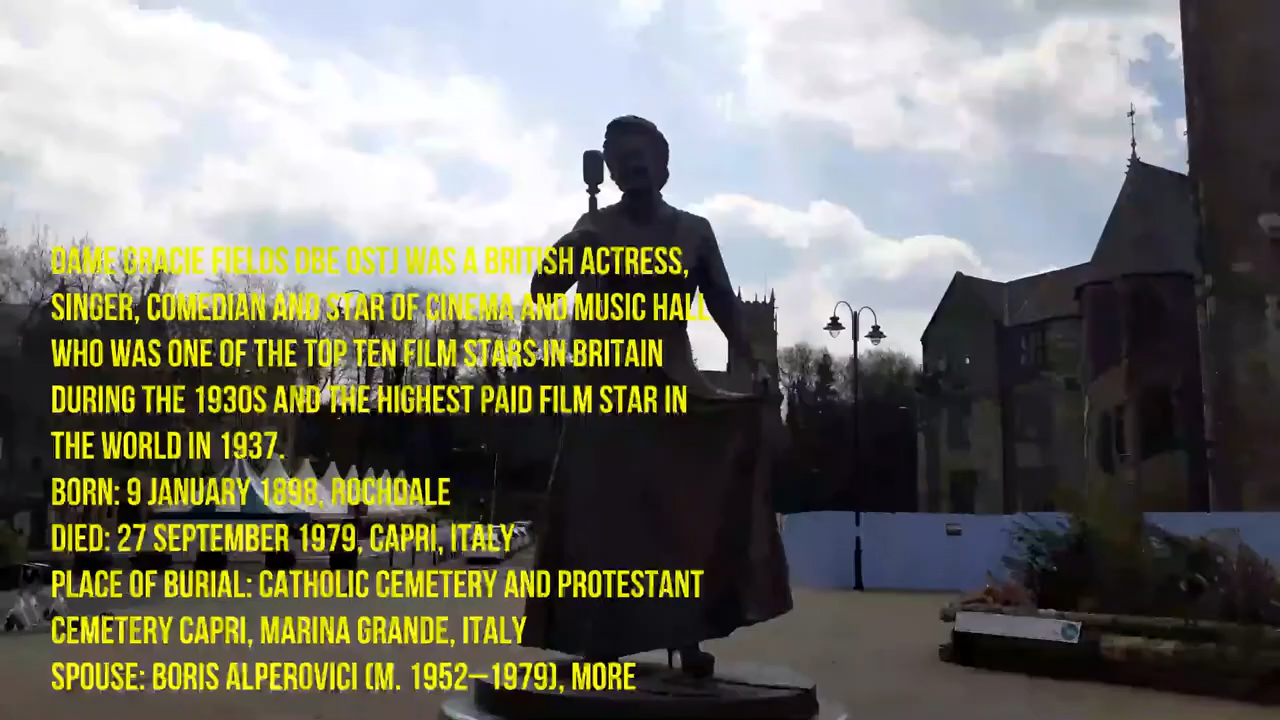 DAME GRACIE FIELDS DBE OSTJ WAS A BRITISH ACTRESS,
SINGER, COMEDIAN AND STAR OF CINEMA AND MUSIC HALL
WHO WAS ONE OF THE TOP TEN FILM STARS IN BRITAIN
DURING THE 1930S AND THE HIGHEST PAID FILM STAR IN
THE WORLD IN 1937.
BORN: 9 JANUARY 1898, ROCHDALE
DIED: 27 SEPTEMBER 1979, CAPRI, ITALY
PLACE OF BURIAL: CATHOLIC CEMETERY AND PROTESTANT
CEMETERY CAPRI, MARINA GRANDE, ITALY
SPOUSE: BORIS ALPEROVICI (M. 1952–1979), MORE